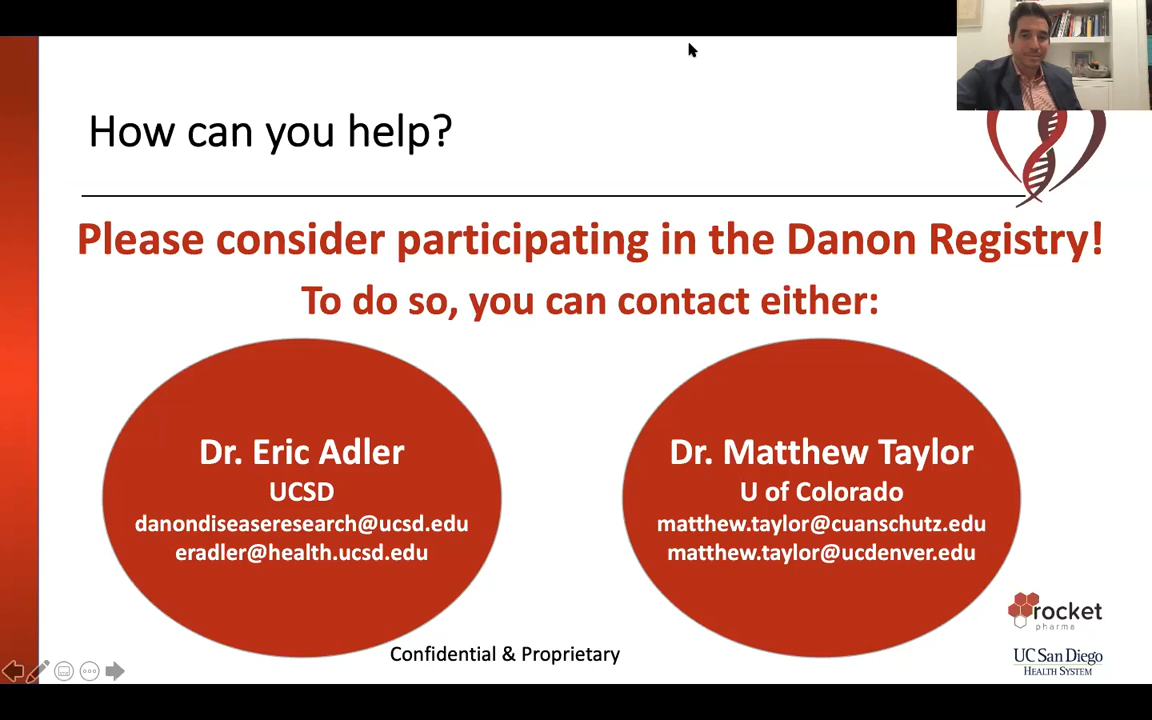 How can you help?
Please consider participating in the Danon Registry!
To do so, you can contact either:
Dr. Eric Adler
UCSD
danondiseaseresearch@ucsd.edu
eradler@health.ucsd.edu
Dr. Matthew Taylor
U of Colorado
matthew.taylor@cuanschutz.edu
matthew.taylor@ucdenver.edu
Confidential & Proprietary
rocket
pharma
UC San Diego
HEALTH SYSTEM